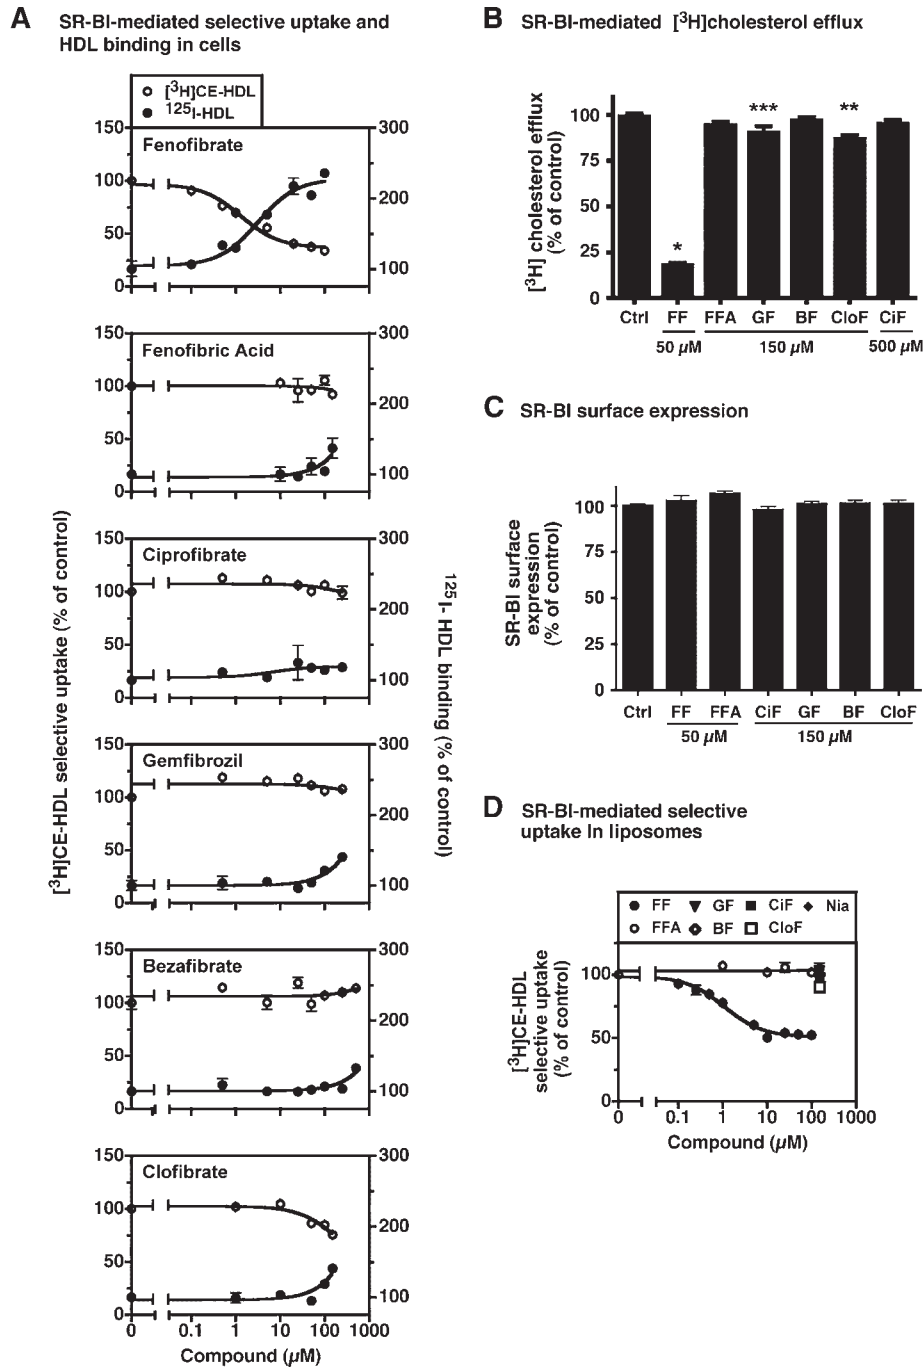 A
SR-BI-mediated selective uptake and
HDL binding in cells
[3H]CE-HDL
125I-HDL
150
100
50
0
300
200
100
Fenofibrate
150
100
50
0
300
200
100
Fenofibric Acid
150
100
50
0
300
200
100
Ciprofibrate
150
100
50
0
300
200
100
Gemfibrozil
150
100
50
0
300
200
100
Bezafibrate
150
100
50
0
300
200
100
Clofibrate
0 0.1 1 10 100 1000
Compound (µM)
[3H]CE-HDL selective uptake (% of control)
125I- HDL binding (% of control)
B
SR-BI-mediated [3H]cholesterol efflux
[3H] cholesterol efflux
(% of control)
100
75
50
25
0
* *** **
Ctrl FF FFA GF BF CloF CiF
50 µM 150 µM 500 µM
C
SR-BI surface expression
SR-BI surface
expression
(% of control)
100
75
50
25
0
Ctrl FF FFA CiF GF BF CloF
50 µM 150 µM
D
SR-BI-mediated selective
uptake In liposomes
FF GF CiF Nia
FFA BF CloF
[3H]CE-HDL
selective uptake
(% of control)
100
50
0
0 0.1 1 10 100 1000
Compound (µM)